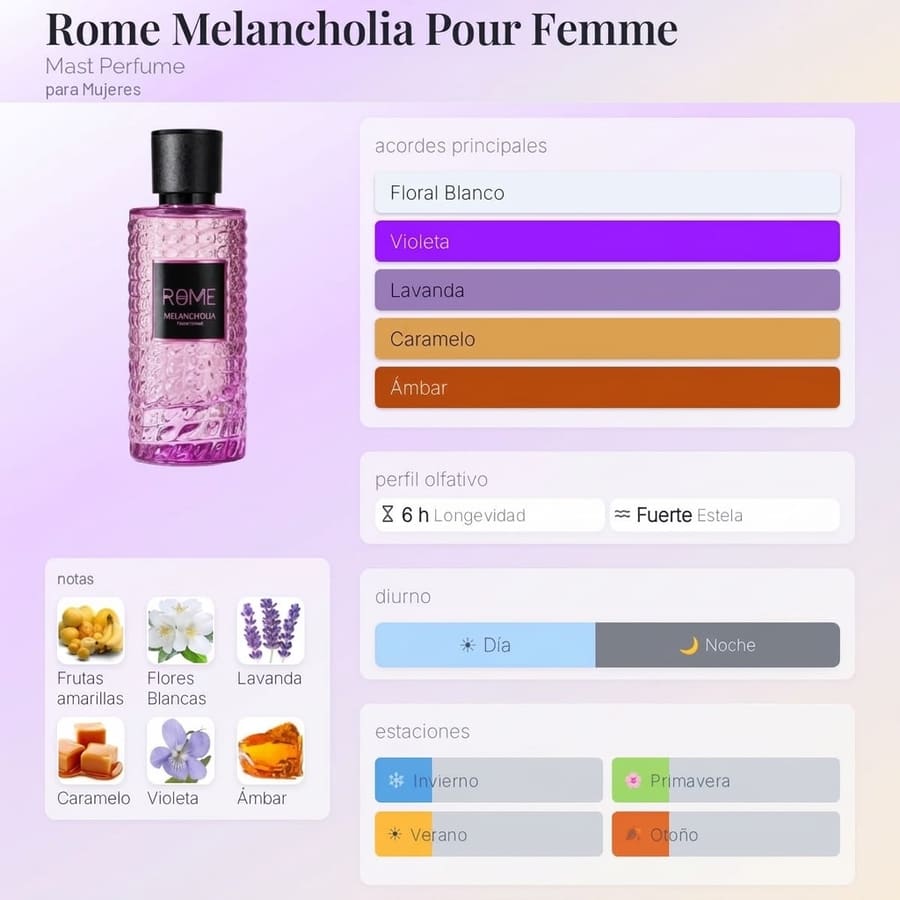 Rome Melancholia Pour Femme
Mast Perfume
para Mujeres
ROME
MELANCHOLIA
acordes principales
Floral Blanco
Violeta
Lavanda
Caramelo
Ámbar
perfil olfativo
6 h Longevidad
Fuerte Estela
diurno
Día
Noche
estaciones
Invierno
Primavera
Verano
Otoño
notas
Frutas
amarillas
Flores
Blancas
Lavanda
Caramelo
Violeta
Ámbar